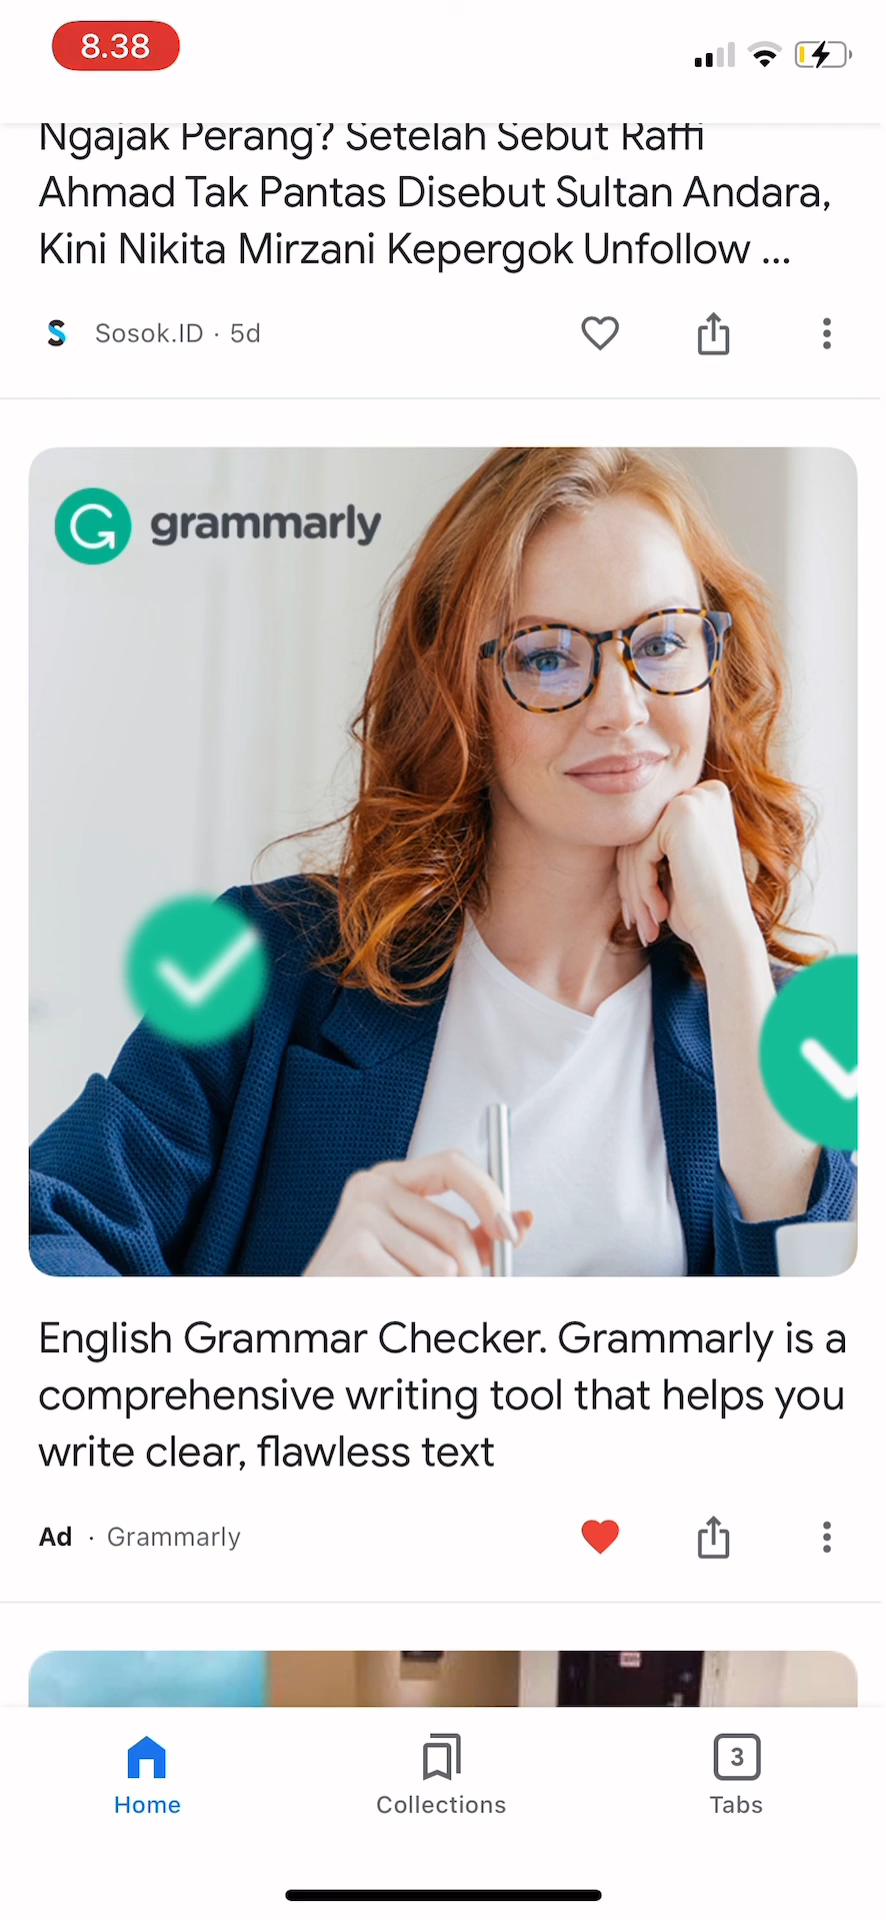 8.38
Ngajak Perang? Setelah Sebut Raffi
Ahmad Tak Pantas Disebut Sultan Andara,
Kini Nikita Mirzani Kepergok Unfollow ...
Sosok.ID · 5d
grammarly
English Grammar Checker. Grammarly is a
comprehensive writing tool that helps you
write clear, flawless text
Ad · Grammarly
3
Home
Collections
Tabs